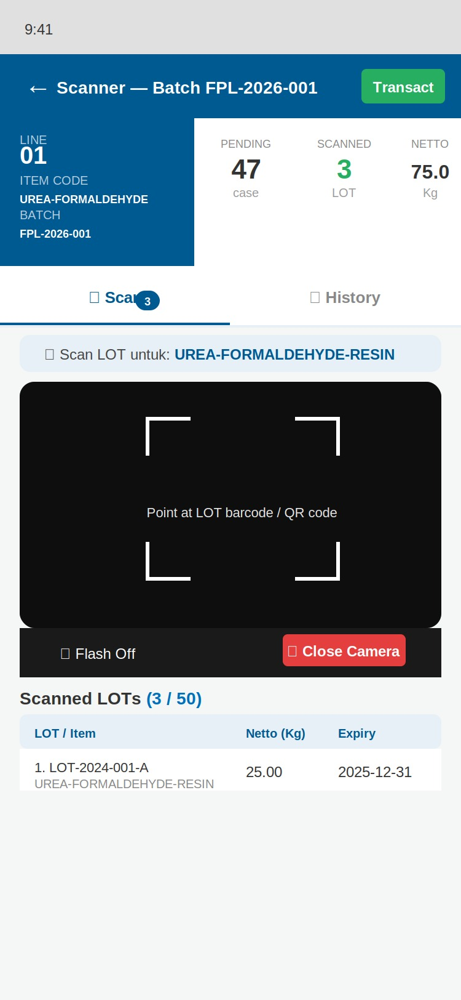 9:41
← Scanner — Batch FPL-2026-001
Transact
LINE
01
ITEM CODE
UREA-FORMALDEHYDE
BATCH
FPL-2026-001
PENDING
47
case
SCANNED
3
LOT
NETTO
75.0
Kg
Scan
3
History
Scan LOT untuk: UREA-FORMALDEHYDE-RESIN
Point at LOT barcode / QR code
Flash Off
Close Camera
Scanned LOTs (3 / 50)
LOT / Item Netto (Kg) Expiry
1. LOT-2024-001-A 25.00 2025-12-31
UREA-FORMALDEHYDE-RESIN